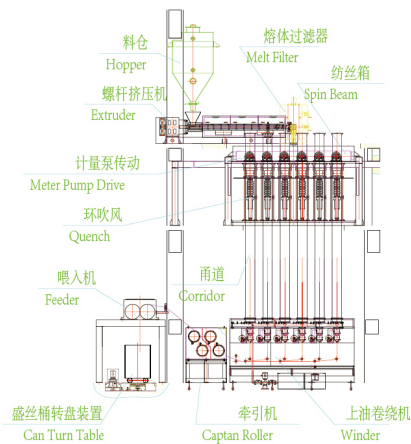 料仓
Hopper
熔体过滤器
Melt Filter
纺丝箱
Spin Beam
螺杆挤压机
Extruder
计量泵传动
Meter Pump Drive
环吹风
Quench
喂入机
Feeder
甬道
Corridor
盛丝桶转盘装置
Can Turn Table
牵引机
Captan Roller
上油卷绕机
Winder